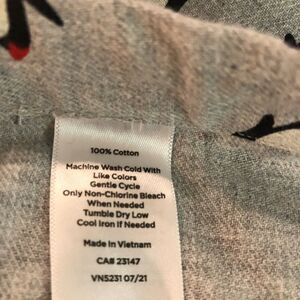 100% Cotton
Machine Wash Cold With
Like Colors
Gentle Cycle
Only Non-Chlorine Bleach
When Needed
Tumble Dry Low
Cool Iron If Needed
Made In Vietnam
CA# 23147
VN5231 07/21